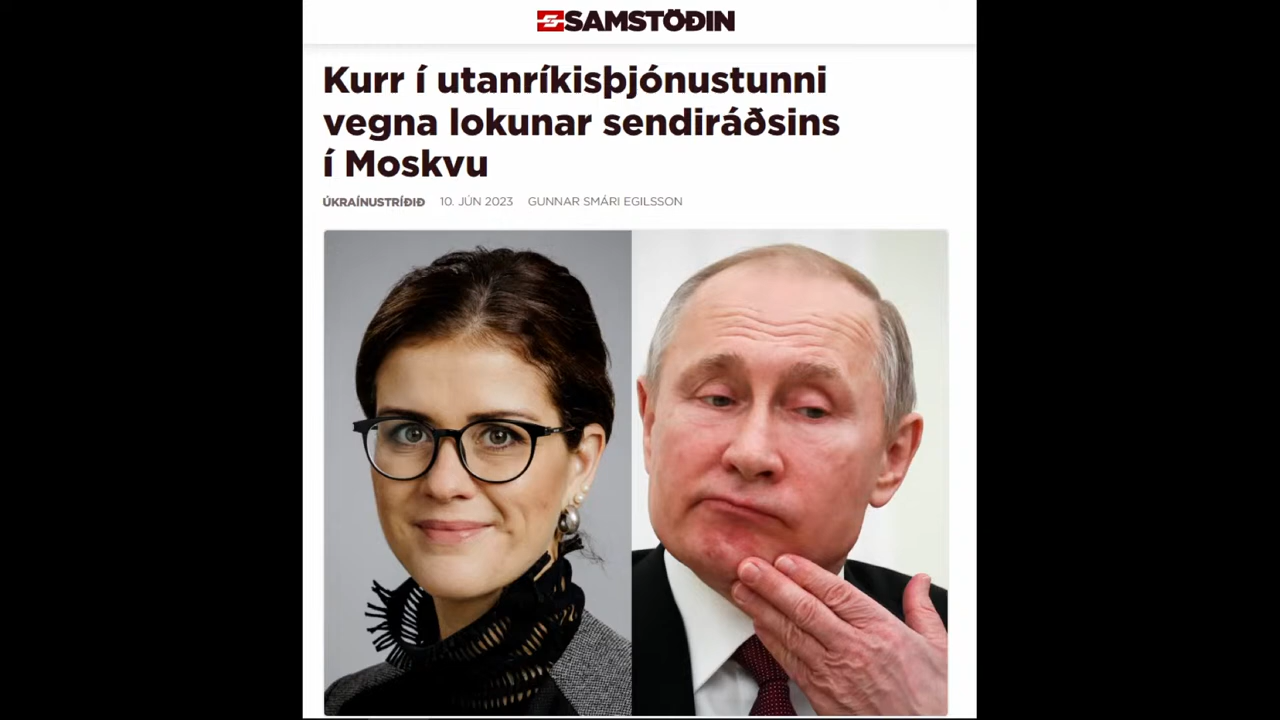 SAMSTÖÐIN
Kurr í utanríkisþjónustunni
vegna lokunar sendiráðsins
í Moskvu
ÚKRAÍNUSTRÍÐIÐ 10. JÚN 2023 GUNNAR SMÁRI EGILSSON